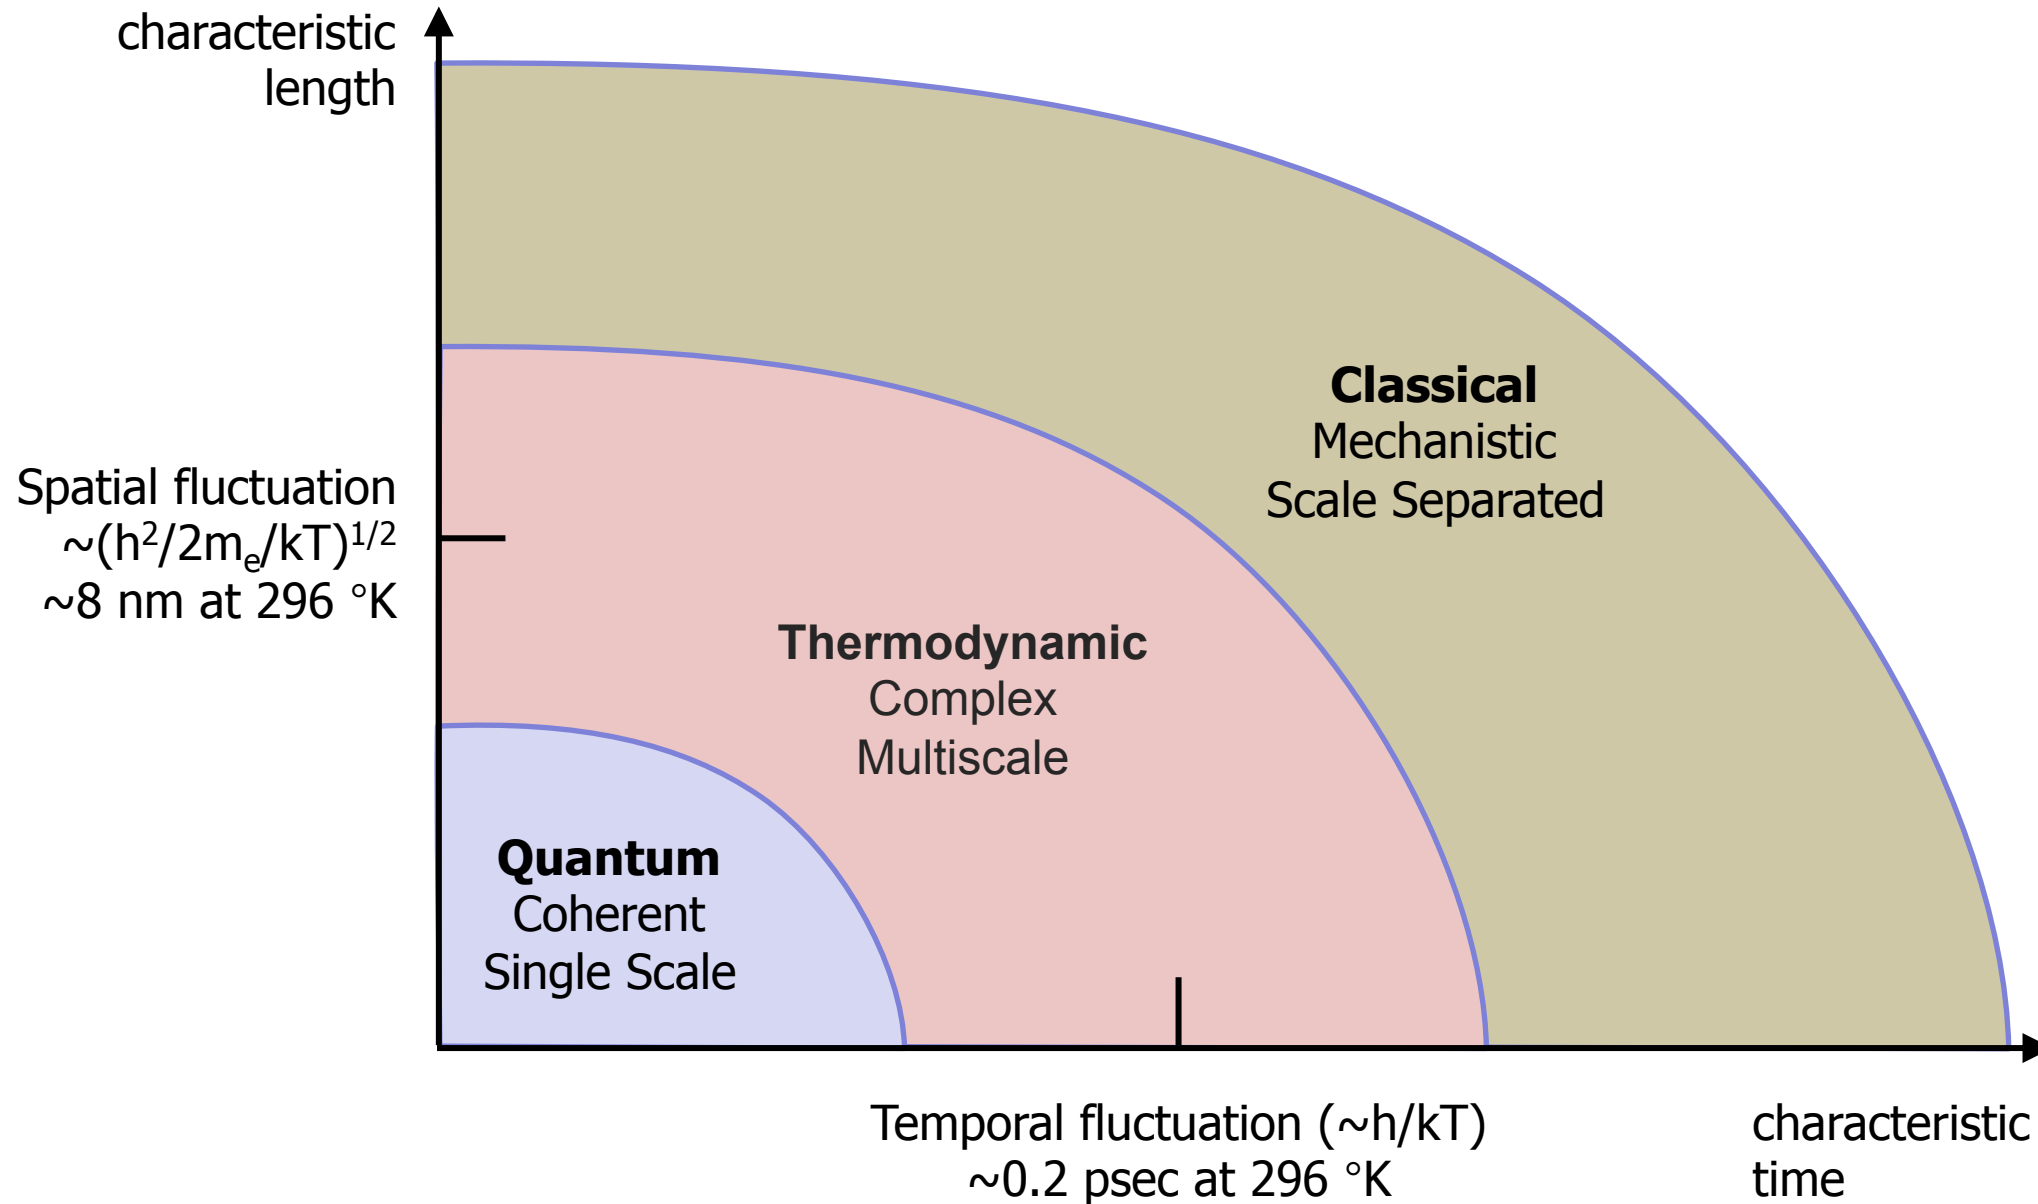 characteristic
length
Classical
Mechanistic
Scale Separated
Spatial fluctuation
~(h²/2mₑ/kT)¹/²
~8 nm at 296 °K
Thermodynamic
Complex
Multiscale
Quantum
Coherent
Single Scale
Temporal fluctuation (~h/kT)
~0.2 psec at 296 °K
characteristic
time